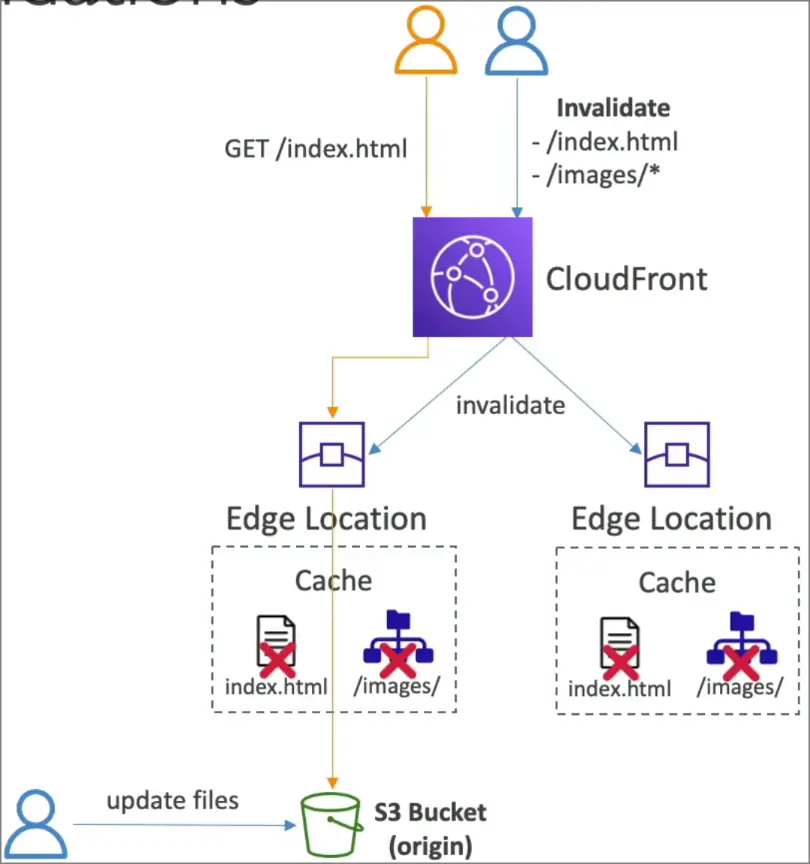 GET /index.html
Invalidate
- /index.html
- /images/*
CloudFront
invalidate
Edge Location
Edge Location
Cache
Cache
index.html
/images/
index.html
/images/
update files
S3 Bucket
(origin)